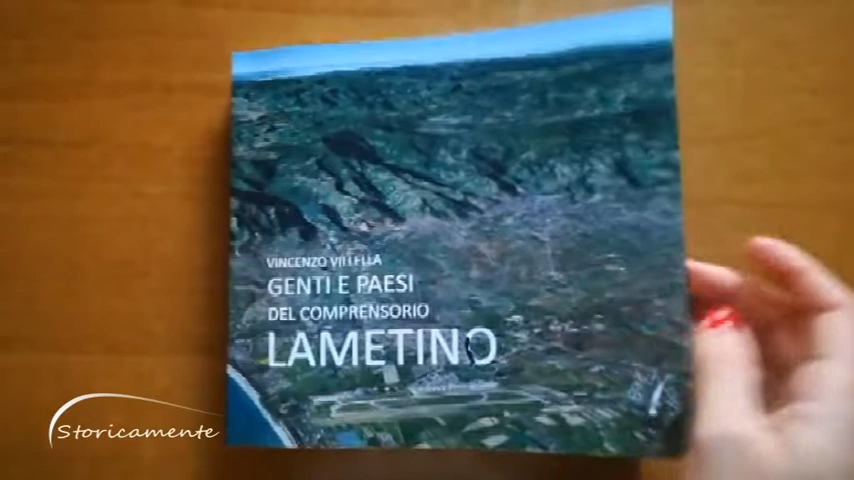 VINCENZO VILLELLA
GENTI E PAESI
DEL COMPRENSORIO
LAMETINO
Storicamente